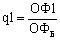 q1 = ОФ1 / ОФБ